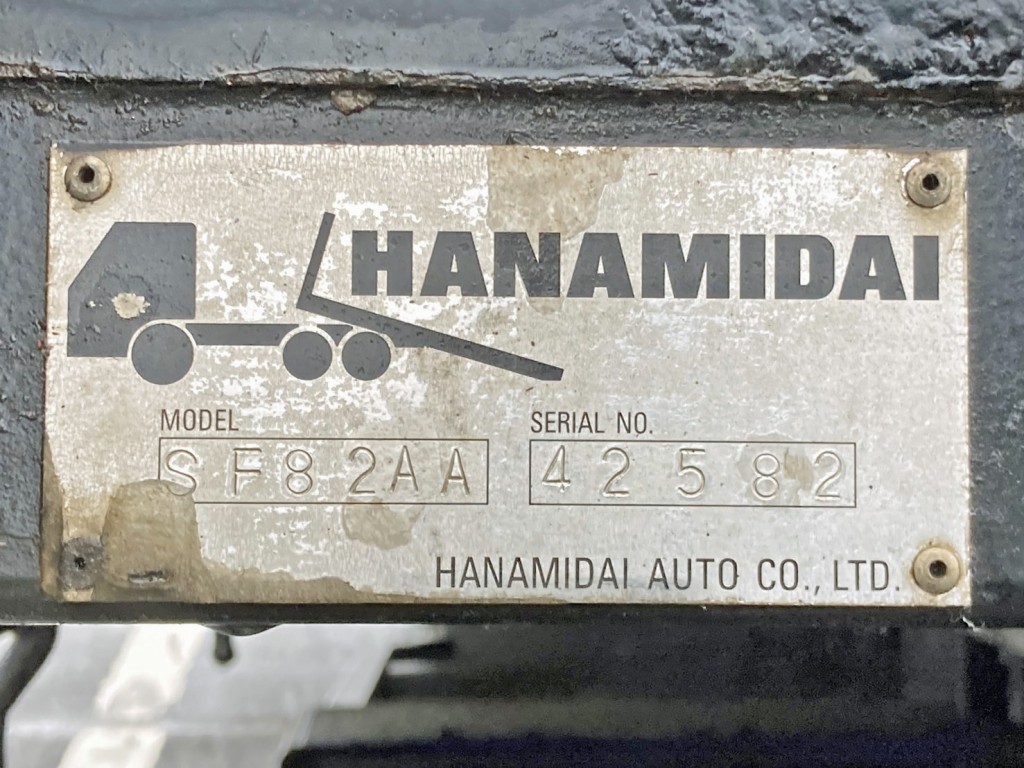 HANAMIDAI
MODEL SERIAL NO.
SF82AA 42582
HANAMIDAI AUTO CO., LTD.